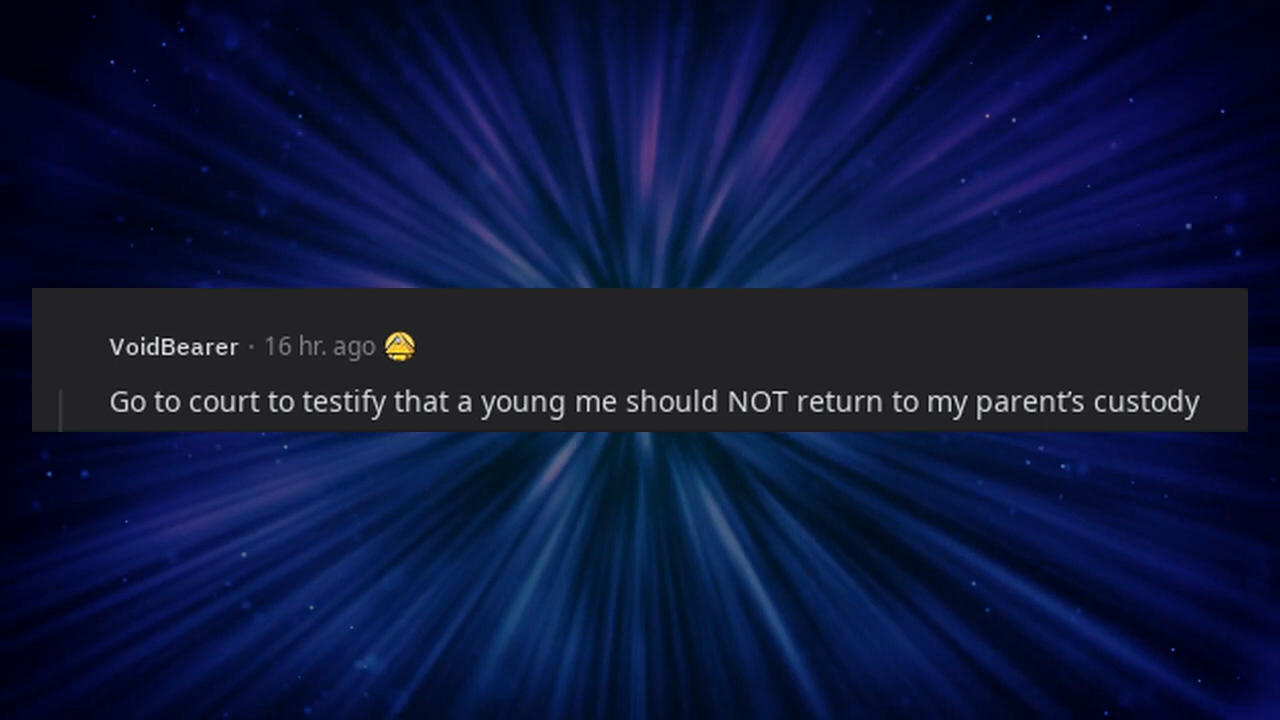 VoidBearer · 16 hr. ago
Go to court to testify that a young me should NOT return to my parent’s custody